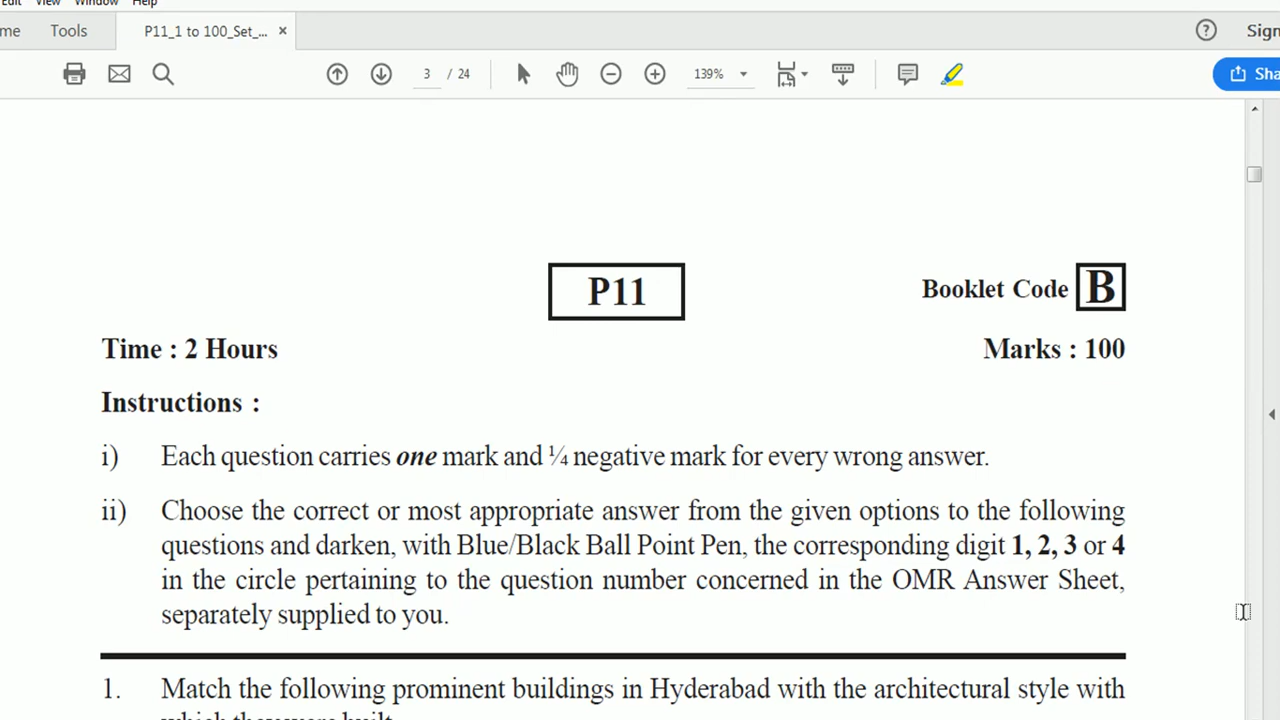 Edit View Window Help
Tools P11_1 to 100_Set_... × ? Sign
3 / 24 139%
P11
Booklet Code B
Time : 2 Hours Marks : 100
Instructions :
i) Each question carries one mark and ¼ negative mark for every wrong answer.
ii) Choose the correct or most appropriate answer from the given options to the following
questions and darken, with Blue/Black Ball Point Pen, the corresponding digit 1, 2, 3 or 4
in the circle pertaining to the question number concerned in the OMR Answer Sheet,
separately supplied to you.
1. Match the following prominent buildings in Hyderabad with the architectural style with
which they were built.